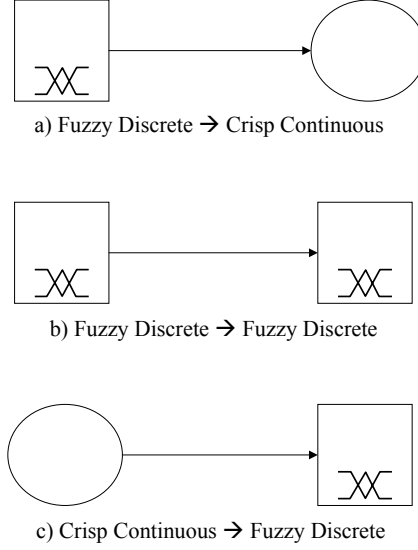 a) Fuzzy Discrete → Crisp Continuous
b) Fuzzy Discrete → Fuzzy Discrete
c) Crisp Continuous → Fuzzy Discrete